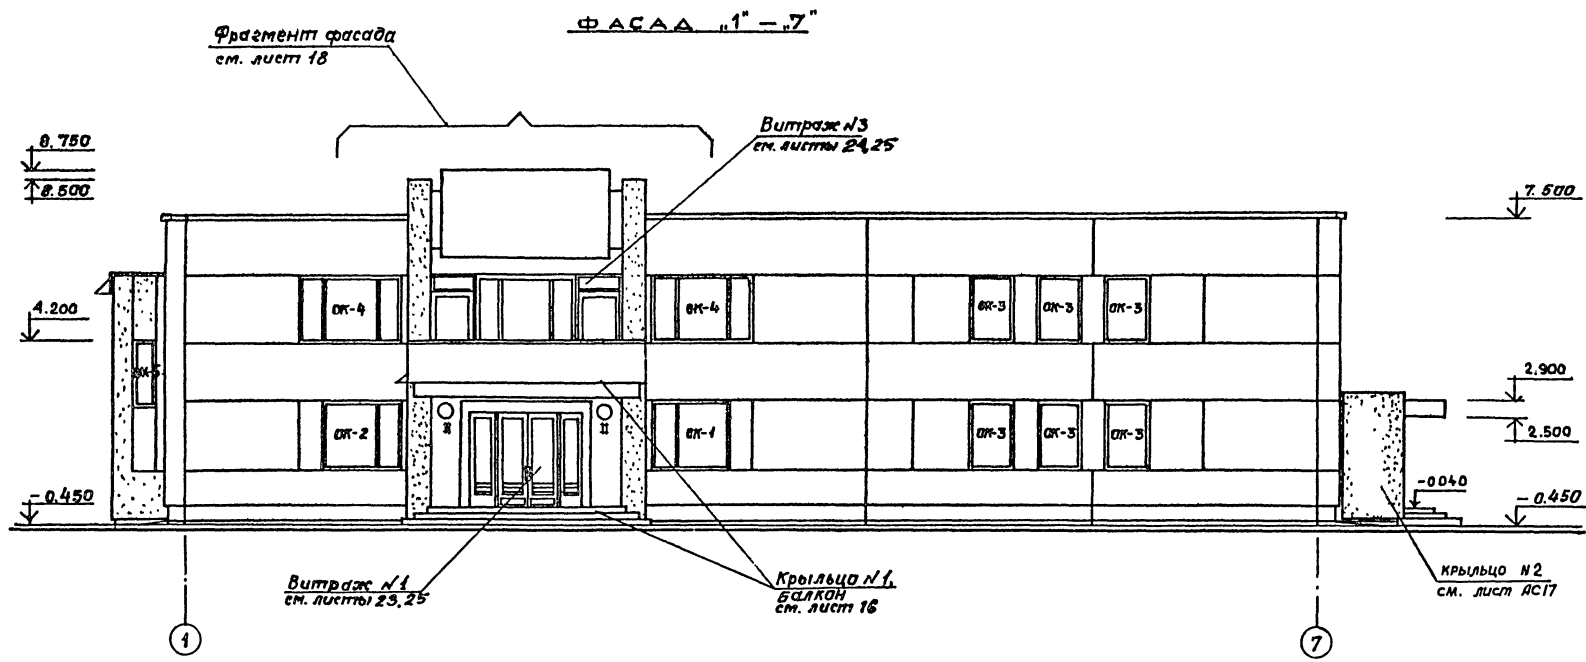 ФАСАД „1" – „7"
Фрагмент фасада
см. лист 18
Витраж N3
см. листы 24,25
8.750
8.500
7.500
4.200
ОК-4
ОК-4
ОК-3
ОК-3
ОК-3
2.900
2.500
ОК-2
ОК-1
ОК-3
ОК-3
ОК-3
-0.450
-0.040
-0.450
Витраж N1
см. листы 23,25
Крыльцо N1,
Балкон
см. лист 16
крыльцо N2
см. лист АС17
1
7